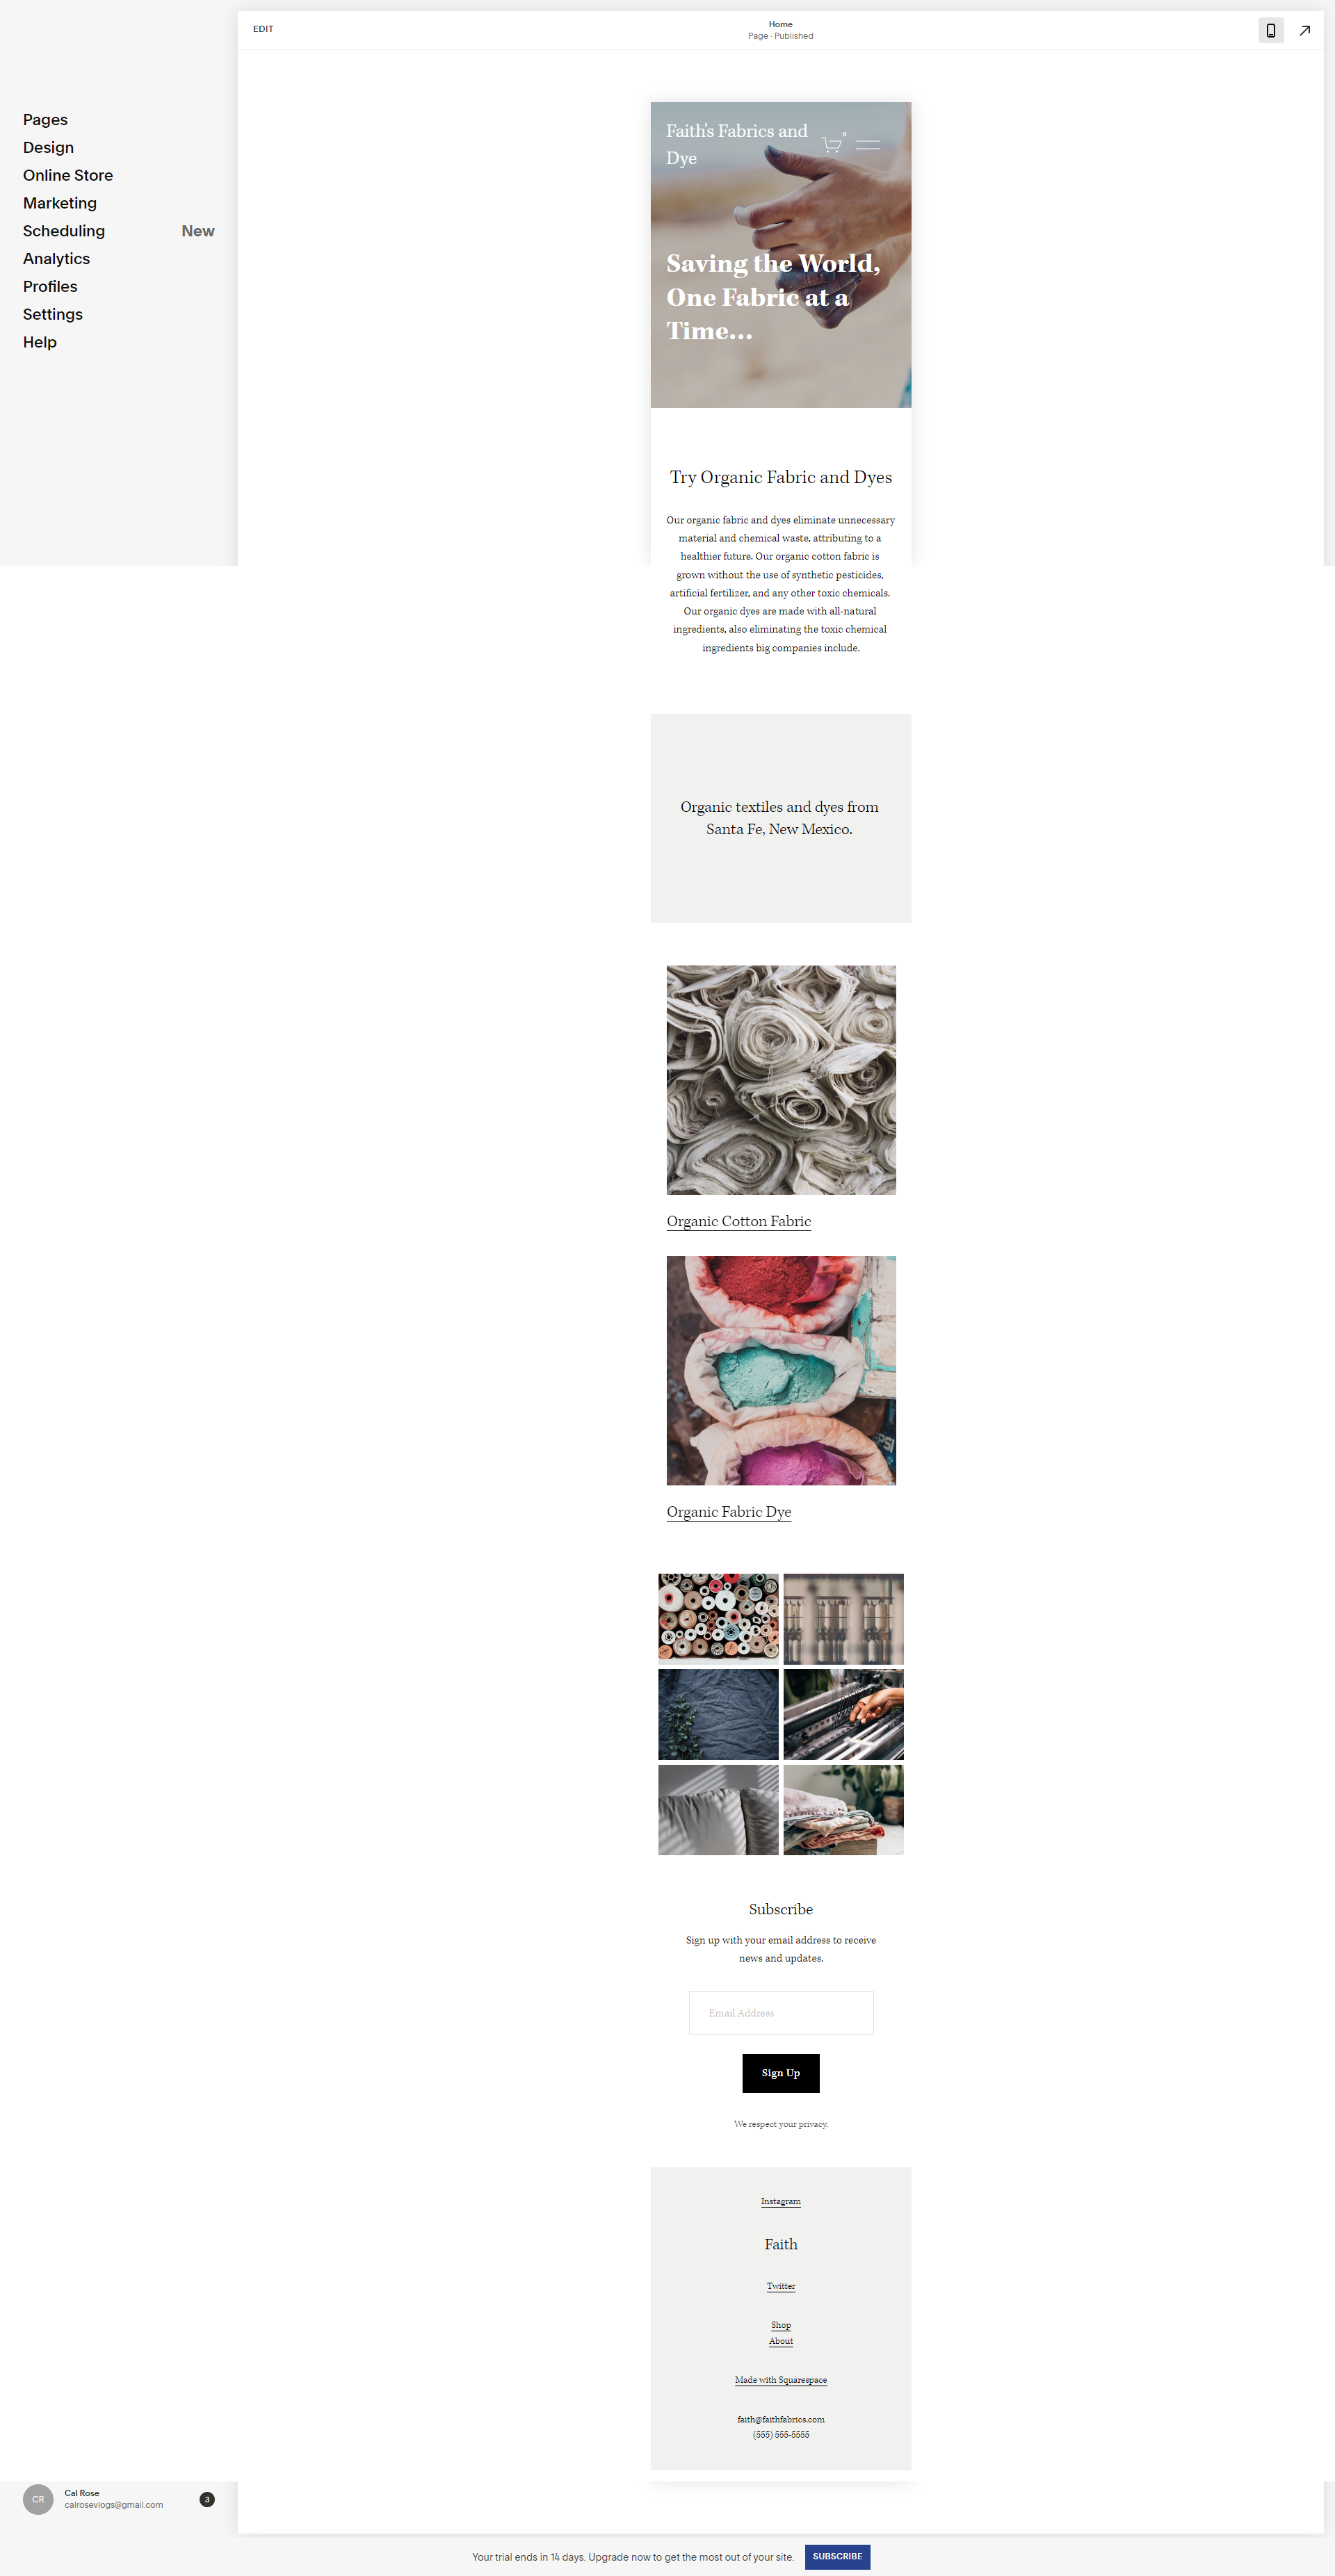 EDIT
Home
Page · Published
Pages
Design
Online Store
Marketing
Scheduling New
Analytics
Profiles
Settings
Help
Faith's Fabrics and
Dye
0
Saving the World,
One Fabric at a
Time...
Try Organic Fabric and Dyes
Our organic fabric and dyes eliminate unnecessary
material and chemical waste, attributing to a
healthier future. Our organic cotton fabric is
grown without the use of synthetic pesticides,
artificial fertilizer, and any other toxic chemicals.
Our organic dyes are made with all-natural
ingredients, also eliminating the toxic chemical
ingredients big companies include.
Organic textiles and dyes from
Santa Fe, New Mexico.
Organic Cotton Fabric
Organic Fabric Dye
Subscribe
Sign up with your email address to receive
news and updates.
Email Address
Sign Up
We respect your privacy.
Instagram
Faith
Twitter
Shop
About
Made with Squarespace
faith@faithfabrics.com
(555) 555-5555
CR
Cal Rose
calrosevlogs@gmail.com
3
Your trial ends in 14 days. Upgrade now to get the most out of your site.
SUBSCRIBE